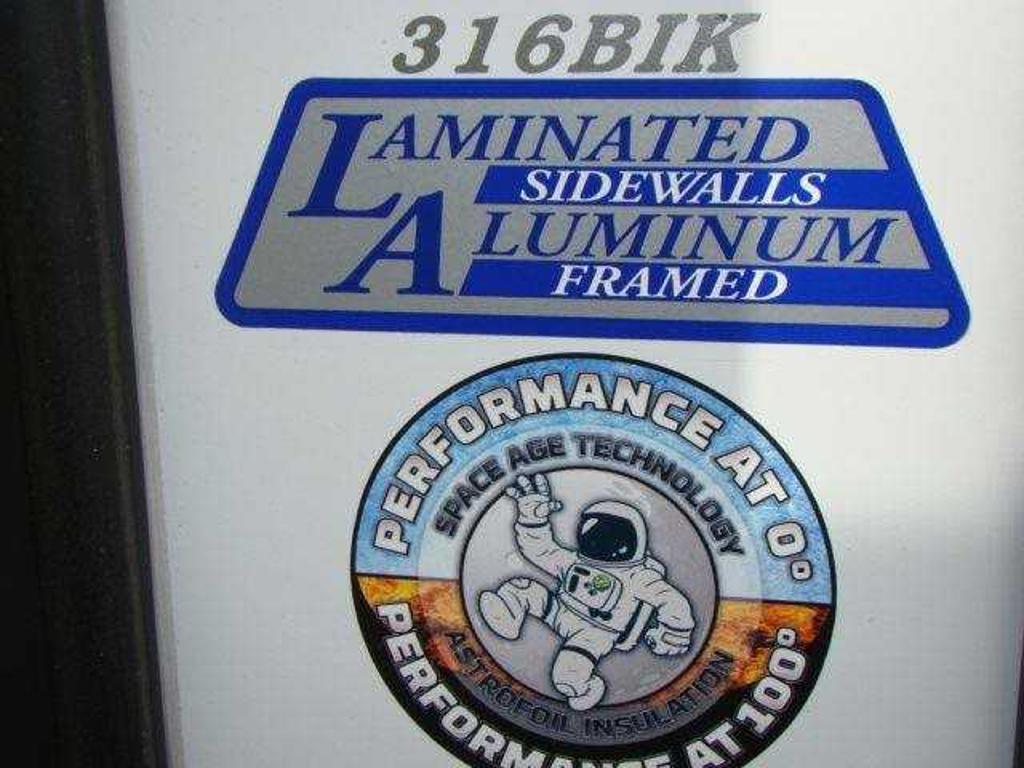 316BIK
LAMINATED
SIDEWALLS
ALUMINUM
FRAMED
PERFORMANCE AT 0°
SPACE AGE TECHNOLOGY
ASTROFOIL INSULATION
PERFORMANCE AT 100°